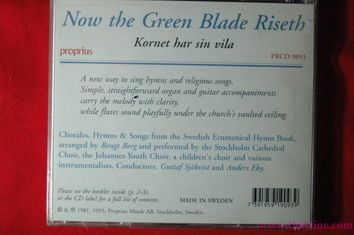 Now the Green Blade Riseth
Kornet har sin vila
proprius
PRCD 9093
A new way to sing hymns and religious songs.
Simple, straightforward organ and guitar accompaniments
carry the melody with clarity,
while flutes sound playfully under the church's vaulted ceiling.
Chorales, Hymns & Songs from the Swedish Ecumenical Hymn Book,
arranged by Bengt Berg and performed by the Stockholm Cathedral
Choir, the Johannes Youth Choir, a children's choir and various
instrumentalists. Conductors: Gustaf Sjökvist and Anders Eby.
Please see the booklet inside (p. 2-3),
or the CD label for a full list of contents.
MADE IN SWEDEN
© & ℗ 1981, 1993, Proprius Musik AB, Stockholm, Sweden.
7 391959 190939